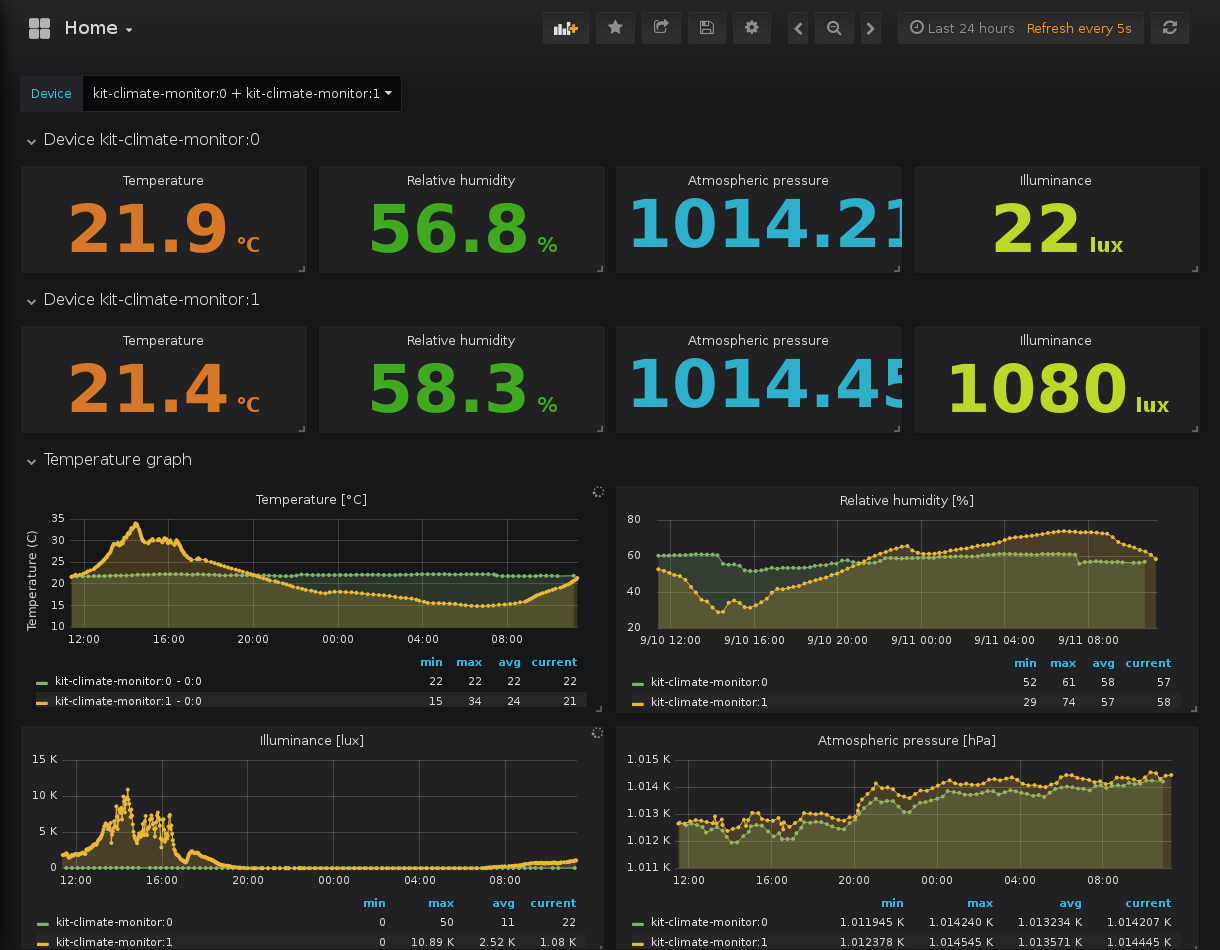 Home
Last 24 hours Refresh every 5s
Device kit-climate-monitor:0 + kit-climate-monitor:1
Device kit-climate-monitor:0
Temperature Relative humidity Atmospheric pressure Illuminance
21.9 °C 56.8 % 1014.21 22 lux
Device kit-climate-monitor:1
Temperature Relative humidity Atmospheric pressure Illuminance
21.4 °C 58.3 % 1014.45 1080 lux
Temperature graph
Temperature [°C]
Temperature (C)
35
30
25
20
15
10
12:00 16:00 20:00 00:00 04:00 08:00
min max avg current
kit-climate-monitor:0 - 0:0 22 22 22 22
kit-climate-monitor:1 - 0:0 15 34 24 21
Relative humidity [%]
80
60
40
20
9/10 12:00 9/10 16:00 9/10 20:00 9/11 00:00 9/11 04:00 9/11 08:00
min max avg current
kit-climate-monitor:0 52 61 58 57
kit-climate-monitor:1 29 74 57 58
Illuminance [lux]
15 K
10 K
5 K
0
12:00 16:00 20:00 00:00 04:00 08:00
min max avg current
kit-climate-monitor:0 0 50 11 22
kit-climate-monitor:1 0 10.89 K 2.52 K 1.08 K
Atmospheric pressure [hPa]
1.015 K
1.014 K
1.013 K
1.012 K
1.011 K
12:00 16:00 20:00 00:00 04:00 08:00
min max avg current
kit-climate-monitor:0 1.011945 K 1.014240 K 1.013234 K 1.014207 K
kit-climate-monitor:1 1.012378 K 1.014545 K 1.013571 K 1.014445 K